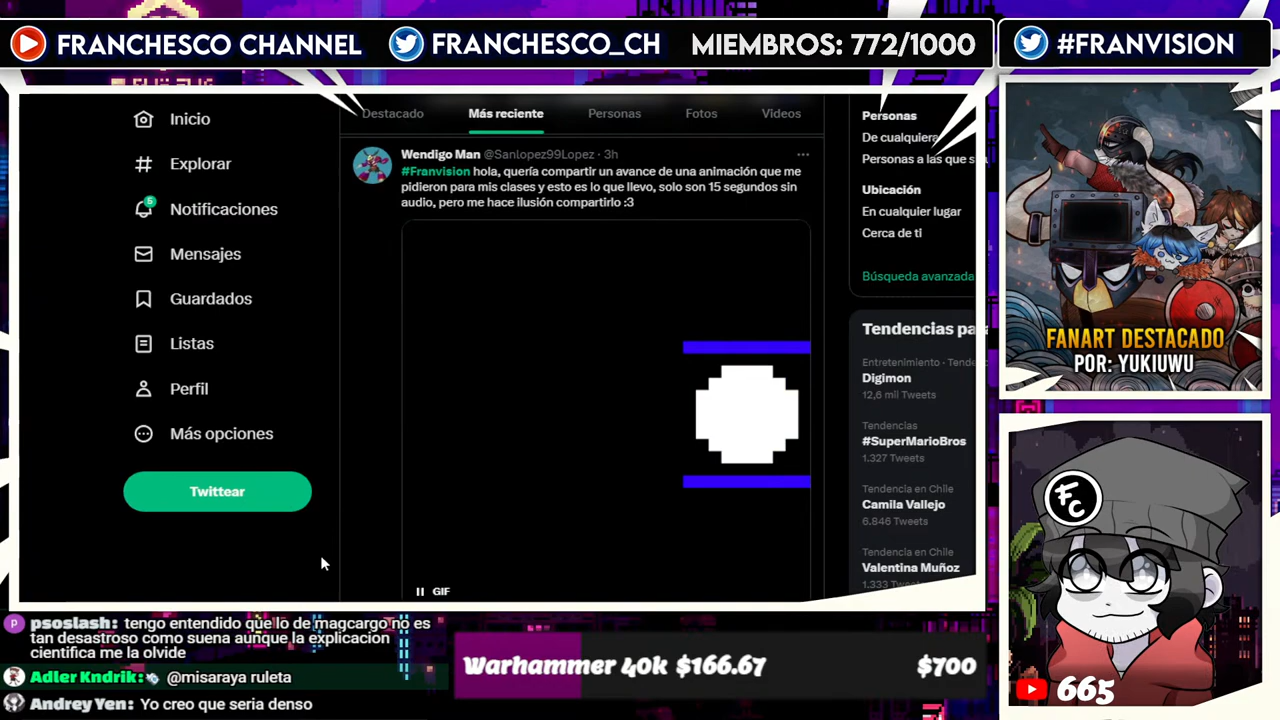 FRANCHESCO CHANNEL
FRANCHESCO_CH
MIEMBROS: 772/1000
#FRANVISION
Inicio
Explorar
5
Notificaciones
Mensajes
Guardados
Listas
Perfil
Más opciones
Twittear
Destacado
Más reciente
Personas
Fotos
Videos
Wendigo Man @Sanlopez99Lopez · 3h
#Franvision hola, quería compartir un avance de una animación que me
pidieron para mis clases y esto es lo que llevo, solo son 15 segundos sin
audio, pero me hace ilusión compartirlo :3
GIF
Personas
De cualquiera
Personas a las que
Ubicación
En cualquier lugar
Cerca de ti
Búsqueda avanzada
Tendencias
Entretenimiento ·
Digimon
12,6 mil Tweets
Tendencias
#SuperMarioBros
1.327 Tweets
Tendencia en Chile
Camila Vallejo
6.846 Tweets
Tendencia en Chile
Valentina Muñoz
1.333
FANART DESTACADO
POR: YUKIUWU
FC
665
P psoslash: tengo entendido que lo de magcargo no es
tan desastroso como suena aunque la explicacion
cientifica me la olvide
Adler Kndrik: @misaraya ruleta
Andrey Yen: Yo creo que seria denso
Warhammer 40k $166.67
$700